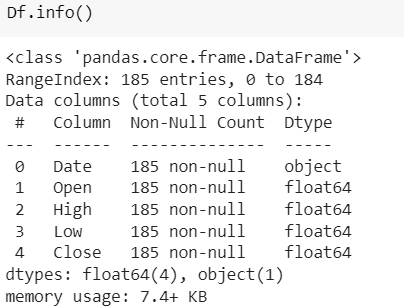 Df.info()
<class 'pandas.core.frame.DataFrame'>
RangeIndex: 185 entries, 0 to 184
Data columns (total 5 columns):
 #   Column  Non-Null Count  Dtype
---  ------  --------------  -----
 0   Date    185 non-null    object
 1   Open    185 non-null    float64
 2   High    185 non-null    float64
 3   Low     185 non-null    float64
 4   Close   185 non-null    float64
dtypes: float64(4), object(1)
memory usage: 7.4+ KB